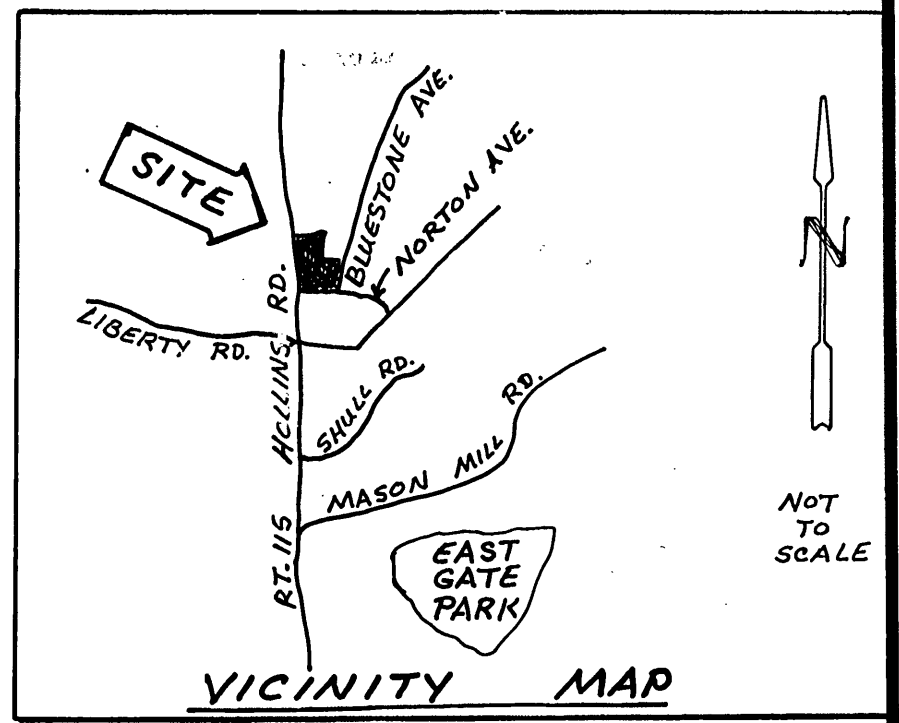 BLUESTONE AVE.
NORTON AVE.
SITE
N
LIBERTY RD.
RT. 115 HOLLINS RD.
SHULL RD.
MASON MILL RD.
NOT
TO
SCALE
EAST
GATE
PARK
VICINITY MAP